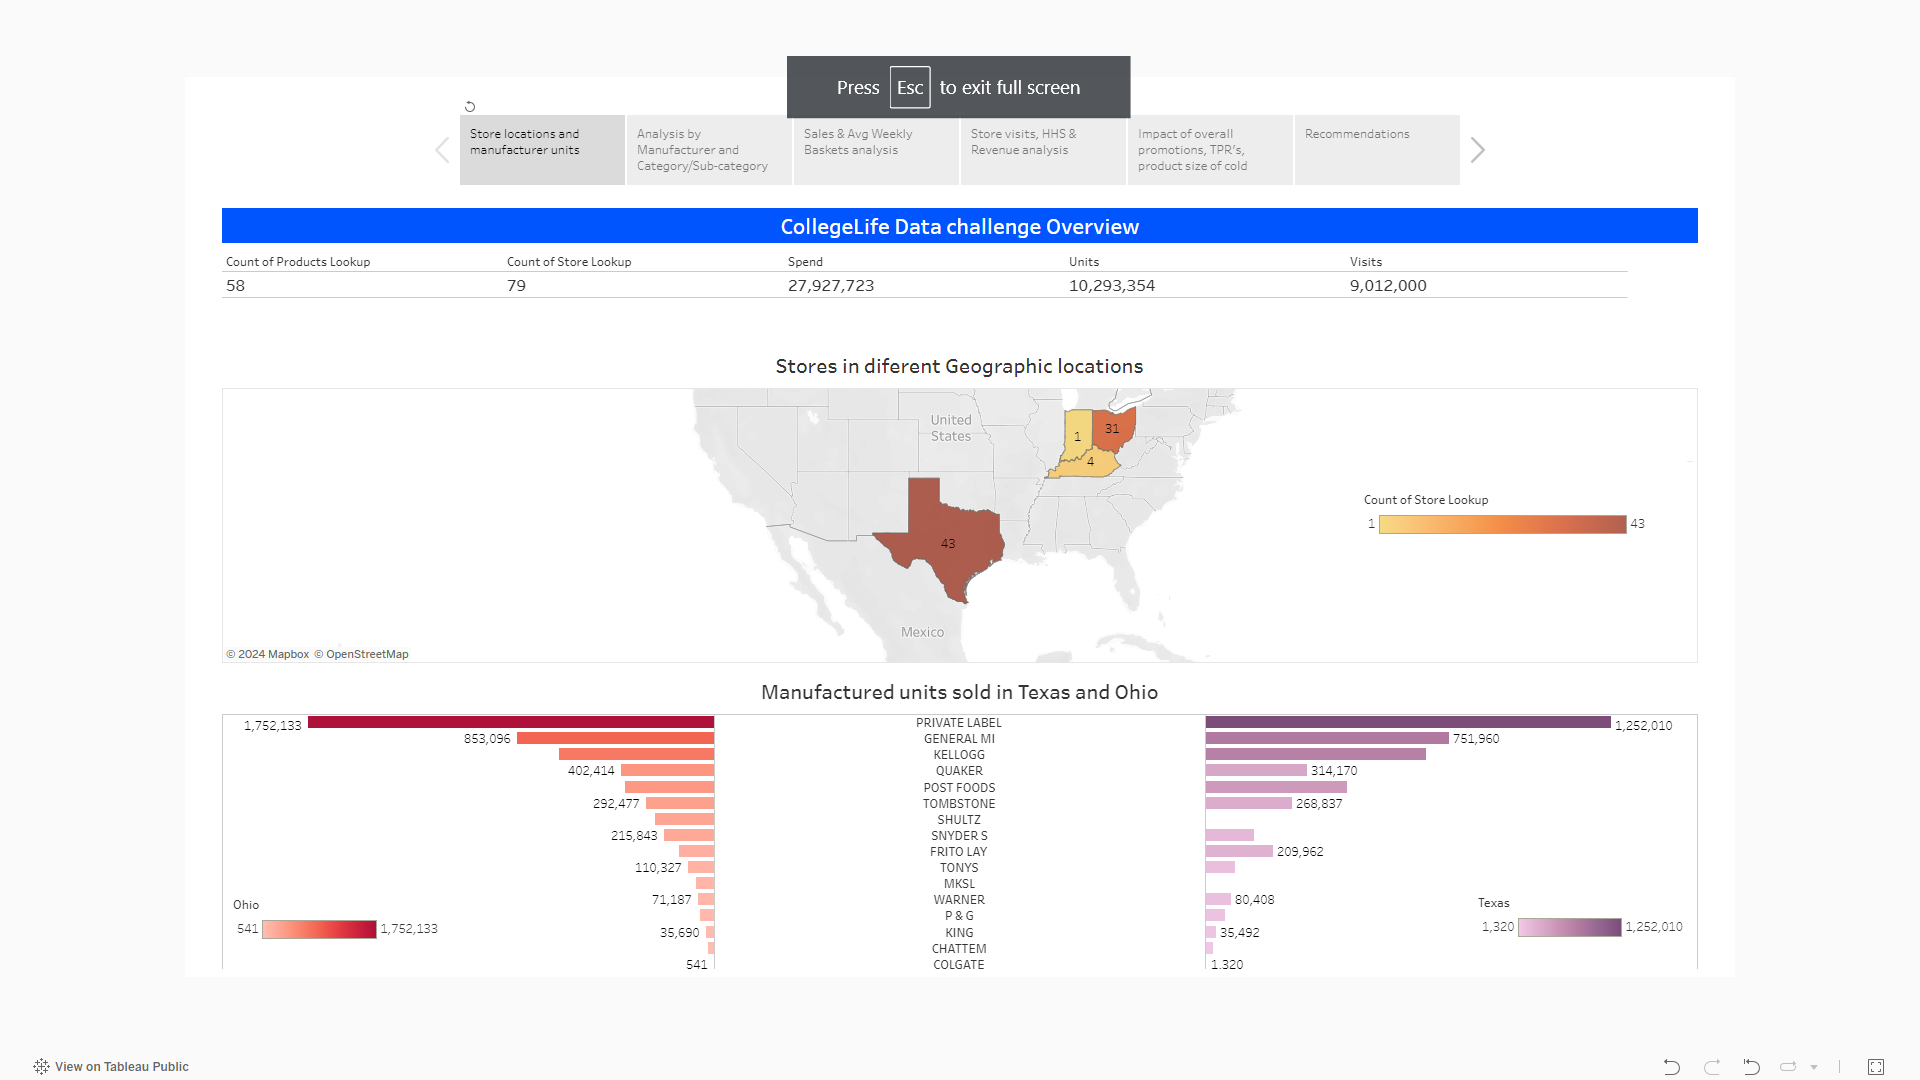 Press Esc to exit full screen
Store locations and
manufacturer units
Analysis by
Manufacturer and
Category/Sub-category
Sales & Avg Weekly
Baskets analysis
Store visits, HHS &
Revenue analysis
Impact of overall
promotions, TPR's,
product size of cold
Recommendations
CollegeLife Data challenge Overview
Count of Products Lookup Count of Store Lookup Spend Units Visits
58 79 27,927,723 10,293,354 9,012,000
Stores in diferent Geographic locations
United
States
1
31
4
43
Mexico
Count of Store Lookup
1 43
© 2024 Mapbox © OpenStreetMap
Manufactured units sold in Texas and Ohio
1,752,133 PRIVATE LABEL 1,252,010
853,096 GENERAL MI 751,960
KELLOGG
402,414 QUAKER 314,170
POST FOODS
292,477 TOMBSTONE 268,837
SHULTZ
215,843 SNYDER S
FRITO LAY 209,962
110,327 TONYS
MKSL
71,187 WARNER 80,408
P & G
35,690 KING 35,492
CHATTEM
541 COLGATE 1.320
Ohio
541 1,752,133
Texas
1,320 1,252,010
View on Tableau Public